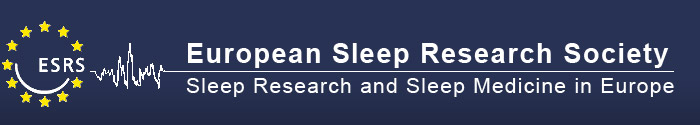 ESRS
European Sleep Research Society
Sleep Research and Sleep Medicine in Europe